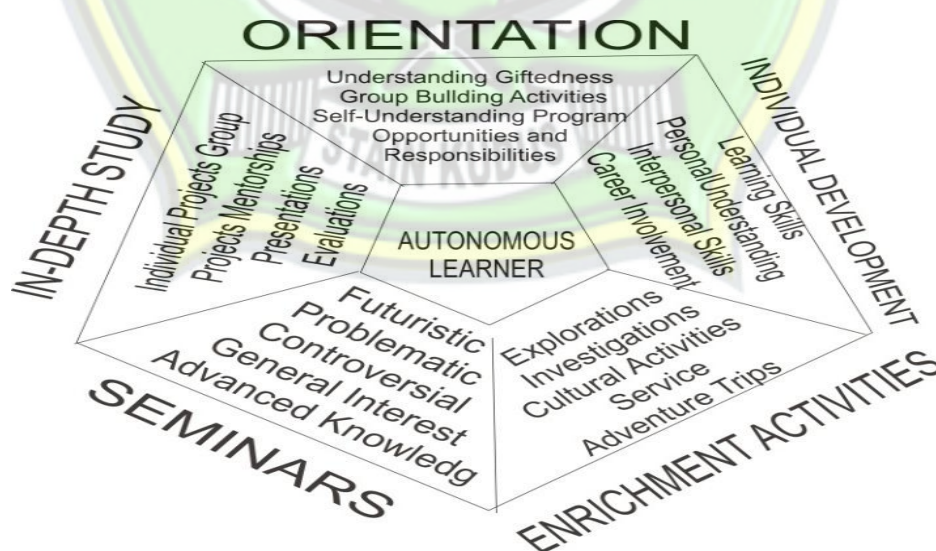 ORIENTATION
Understanding Giftedness
Group Bullding Activities
Self-Understanding Program
Opportunities and
Responsibilities
STAIN KUDUS
INDIVIDUAL DEVELOPMENT
Learning Skills
PersonalUnderstanding
Interpersonal Skills
Career Involvement
ENRICHMENT ACTIVITIES
Explorations
Investigations
Cultural Activities
Service
Adventure Trips
SEMINARS
Futuristic
Problematic
Controversial
General Interest
Advanced Knowledg
IN-DEPTH STUDY
Individual Projects Group
Projects Mentorships
Presentations
Evaluations
AUTONOMOUS
LEARNER